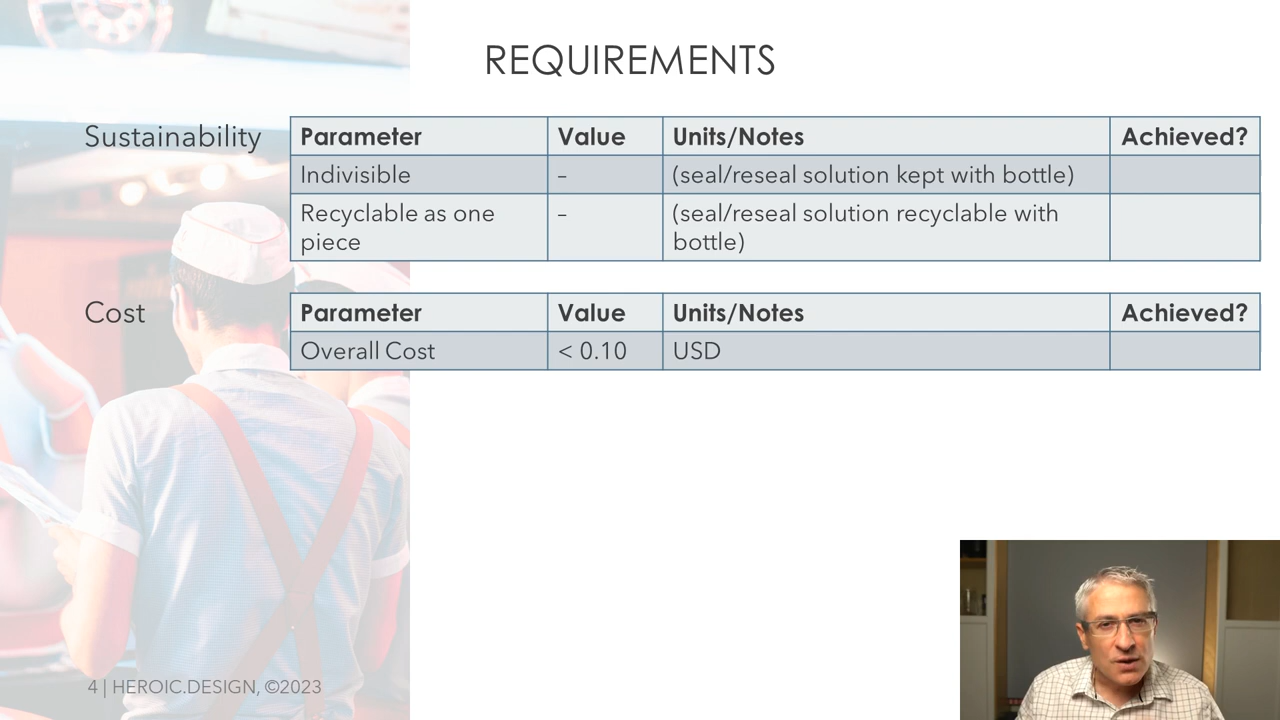 REQUIREMENTS
Sustainability
Parameter Value Units/Notes Achieved?
Indivisible – (seal/reseal solution kept with bottle)
Recyclable as one piece – (seal/reseal solution recyclable with bottle)
Cost
Parameter Value Units/Notes Achieved?
Overall Cost < 0.10 USD
4 | HEROIC.DESIGN, ©2023